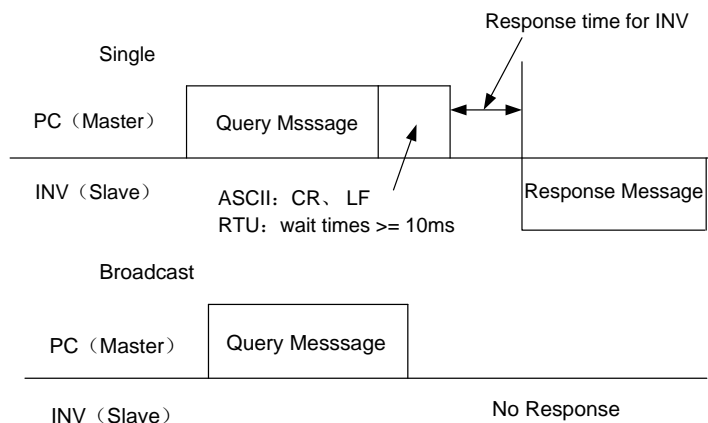 Response time for INV
Single
PC（Master）
Query Msssage
INV（Slave）
ASCII：CR、LF
RTU：wait times >= 10ms
Response Message
Broadcast
PC（Master）
Query Messsage
INV（Slave）
No Response